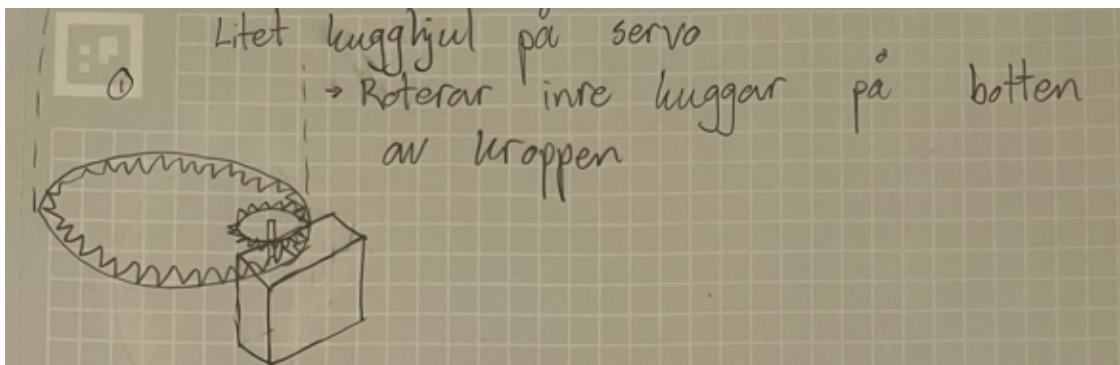 Litet kugghjul på servo
① → Roterar inre kuggar på botten
av kroppen